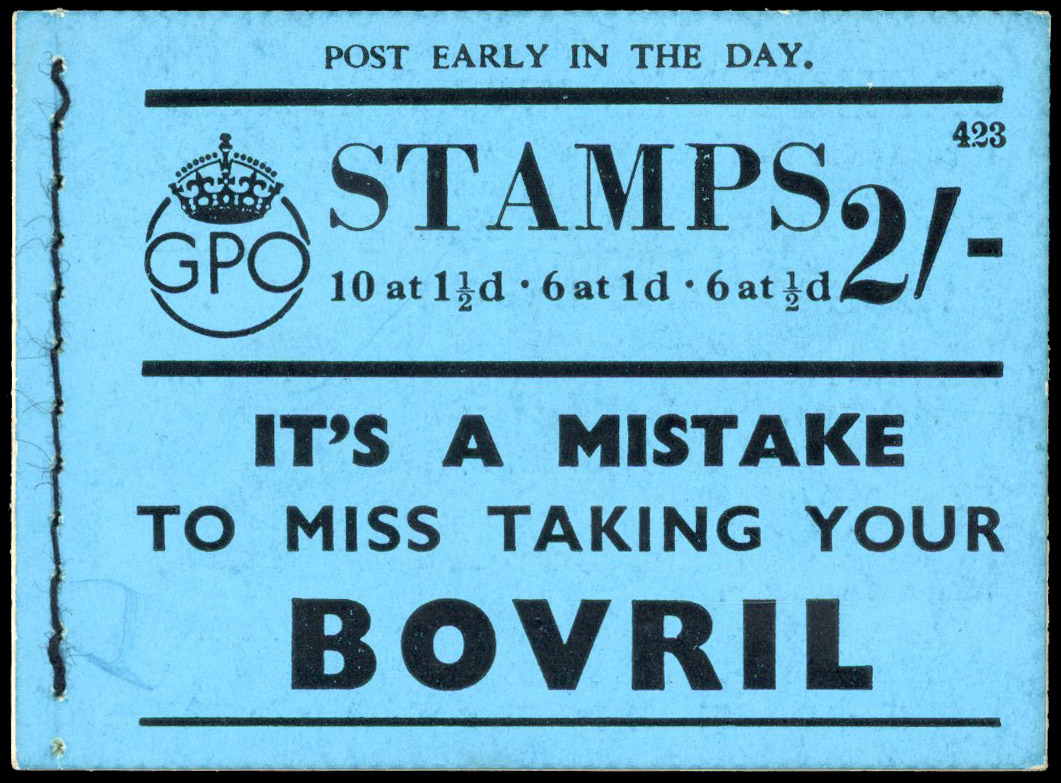 POST EARLY IN THE DAY.
423
STAMPS 2/-
GPO
10 at 1½d · 6 at 1d · 6 at ½d
IT'S A MISTAKE
TO MISS TAKING YOUR
BOVRIL